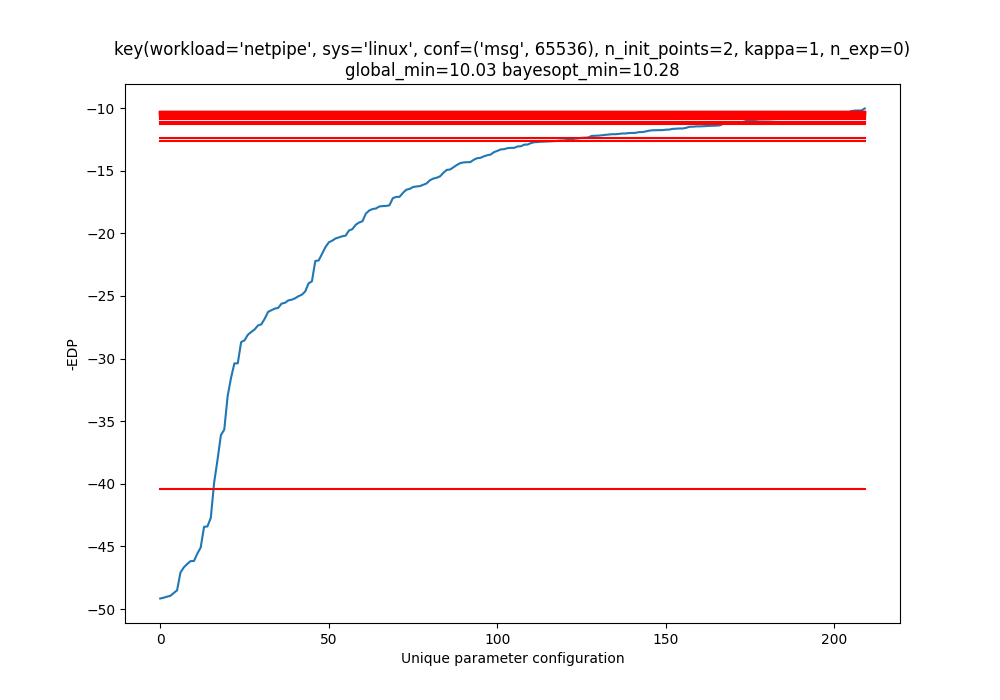 key(workload='netpipe', sys='linux', conf=('msg', 65536), n_init_points=2, kappa=1, n_exp=0)
global_min=10.03 bayesopt_min=10.28
−10
−15
−20
−25
−30
−35
−40
−45
−50
-EDP
0 50 100 150 200
Unique parameter configuration